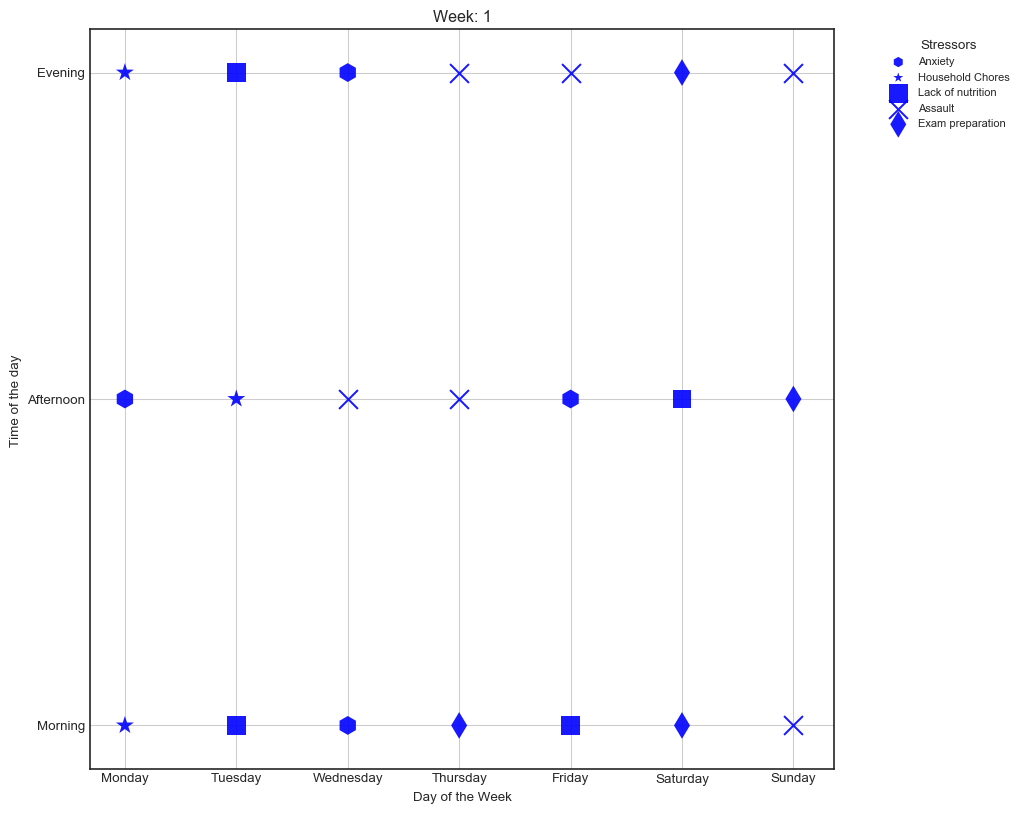 Week: 1
Stressors
Anxiety
Household Chores
Lack of nutrition
Assault
Exam preparation
Evening
Afternoon
Morning
Time of the day
Monday Tuesday Wednesday Thursday Friday Saturday Sunday
Day of the Week